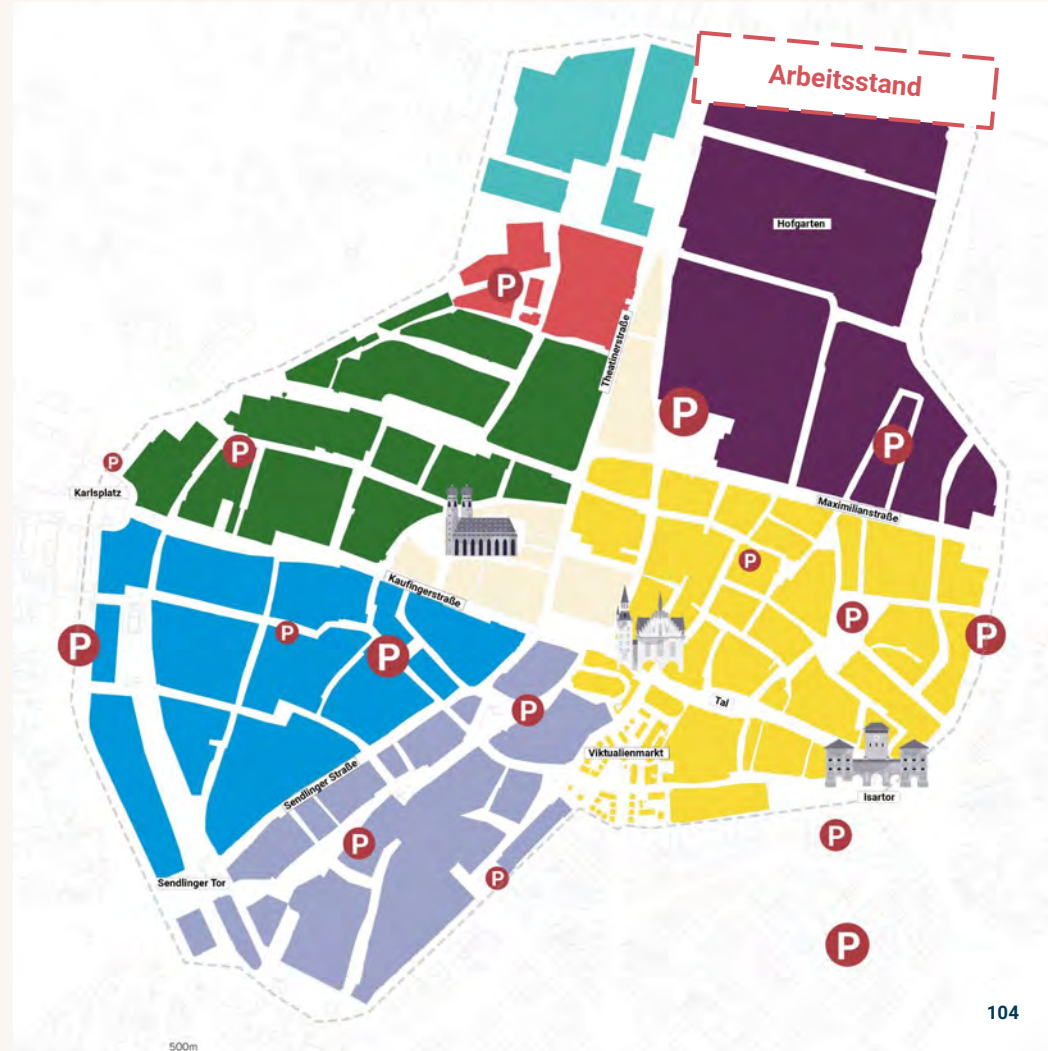 Arbeitsstand
Hofgarten
Theatinerstraße
P
P
P
P
P
Karlsplatz
Maximilianstraße
P
Kaufingerstraße
P
P
P
P
P
P
Tal
P
Viktualienmarkt
Sendlinger Straße
Isartor
P
P
P
Sendlinger Tor
P
104
500m